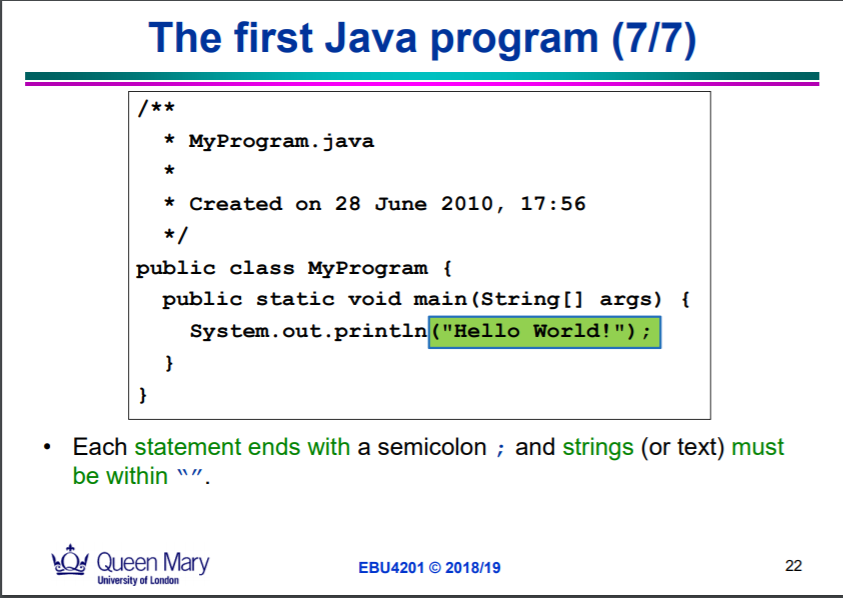 The first Java program (7/7)
/**
  * MyProgram.java
  *
  * Created on 28 June 2010, 17:56
  */
public class MyProgram {
  public static void main(String[] args) {
    System.out.println("Hello World!");
  }
}
• Each statement ends with a semicolon ; and strings (or text) must
be within “”.
Queen Mary
University of London
EBU4201 © 2018/19
22